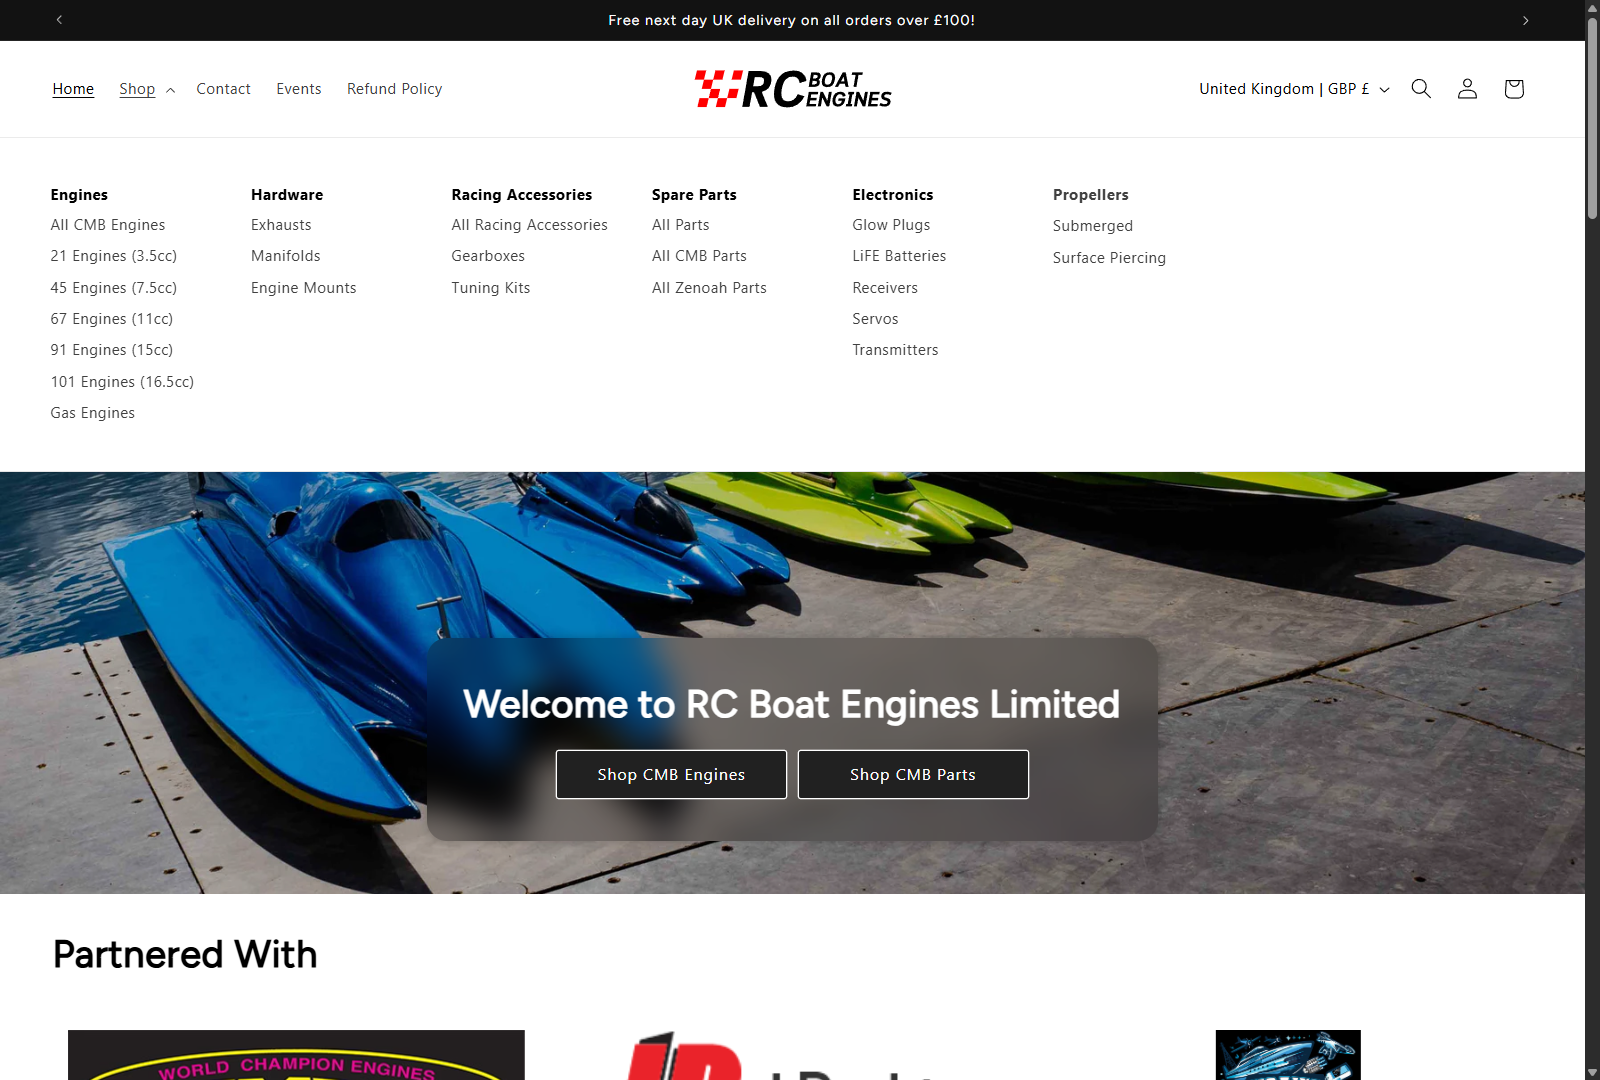 Free next day UK delivery on all orders over £100!
Home
Shop
Contact
Events
Refund Policy
RC BOAT ENGINES
United Kingdom | GBP £
Engines
All CMB Engines
21 Engines (3.5cc)
45 Engines (7.5cc)
67 Engines (11cc)
91 Engines (15cc)
101 Engines (16.5cc)
Gas Engines
Hardware
Exhausts
Manifolds
Engine Mounts
Racing Accessories
All Racing Accessories
Gearboxes
Tuning Kits
Spare Parts
All Parts
All CMB Parts
All Zenoah Parts
Electronics
Glow Plugs
LiFE Batteries
Receivers
Servos
Transmitters
Propellers
Submerged
Surface Piercing
Welcome to RC Boat Engines Limited
Shop CMB Engines
Shop CMB Parts
Partnered With
WORLD CHAMPION ENGINES